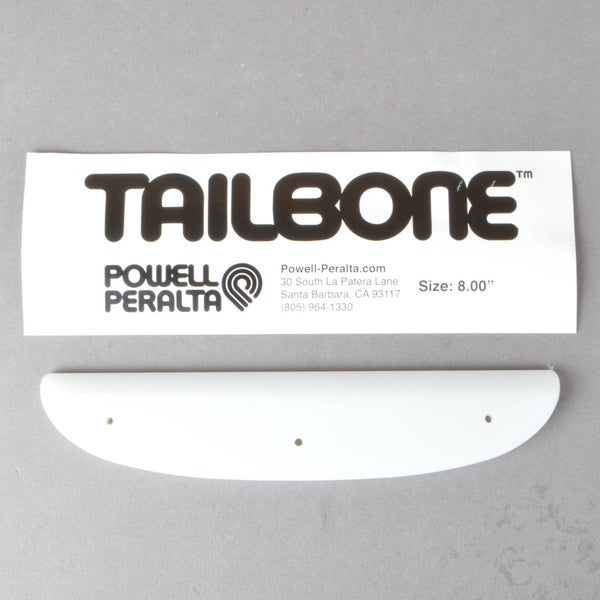 TAILBONE™
POWELL
PERALTA
Powell-Peralta.com
30 South La Patera Lane
Santa Barbara, CA 93117
(805) 964-1330
Size: 8.00"